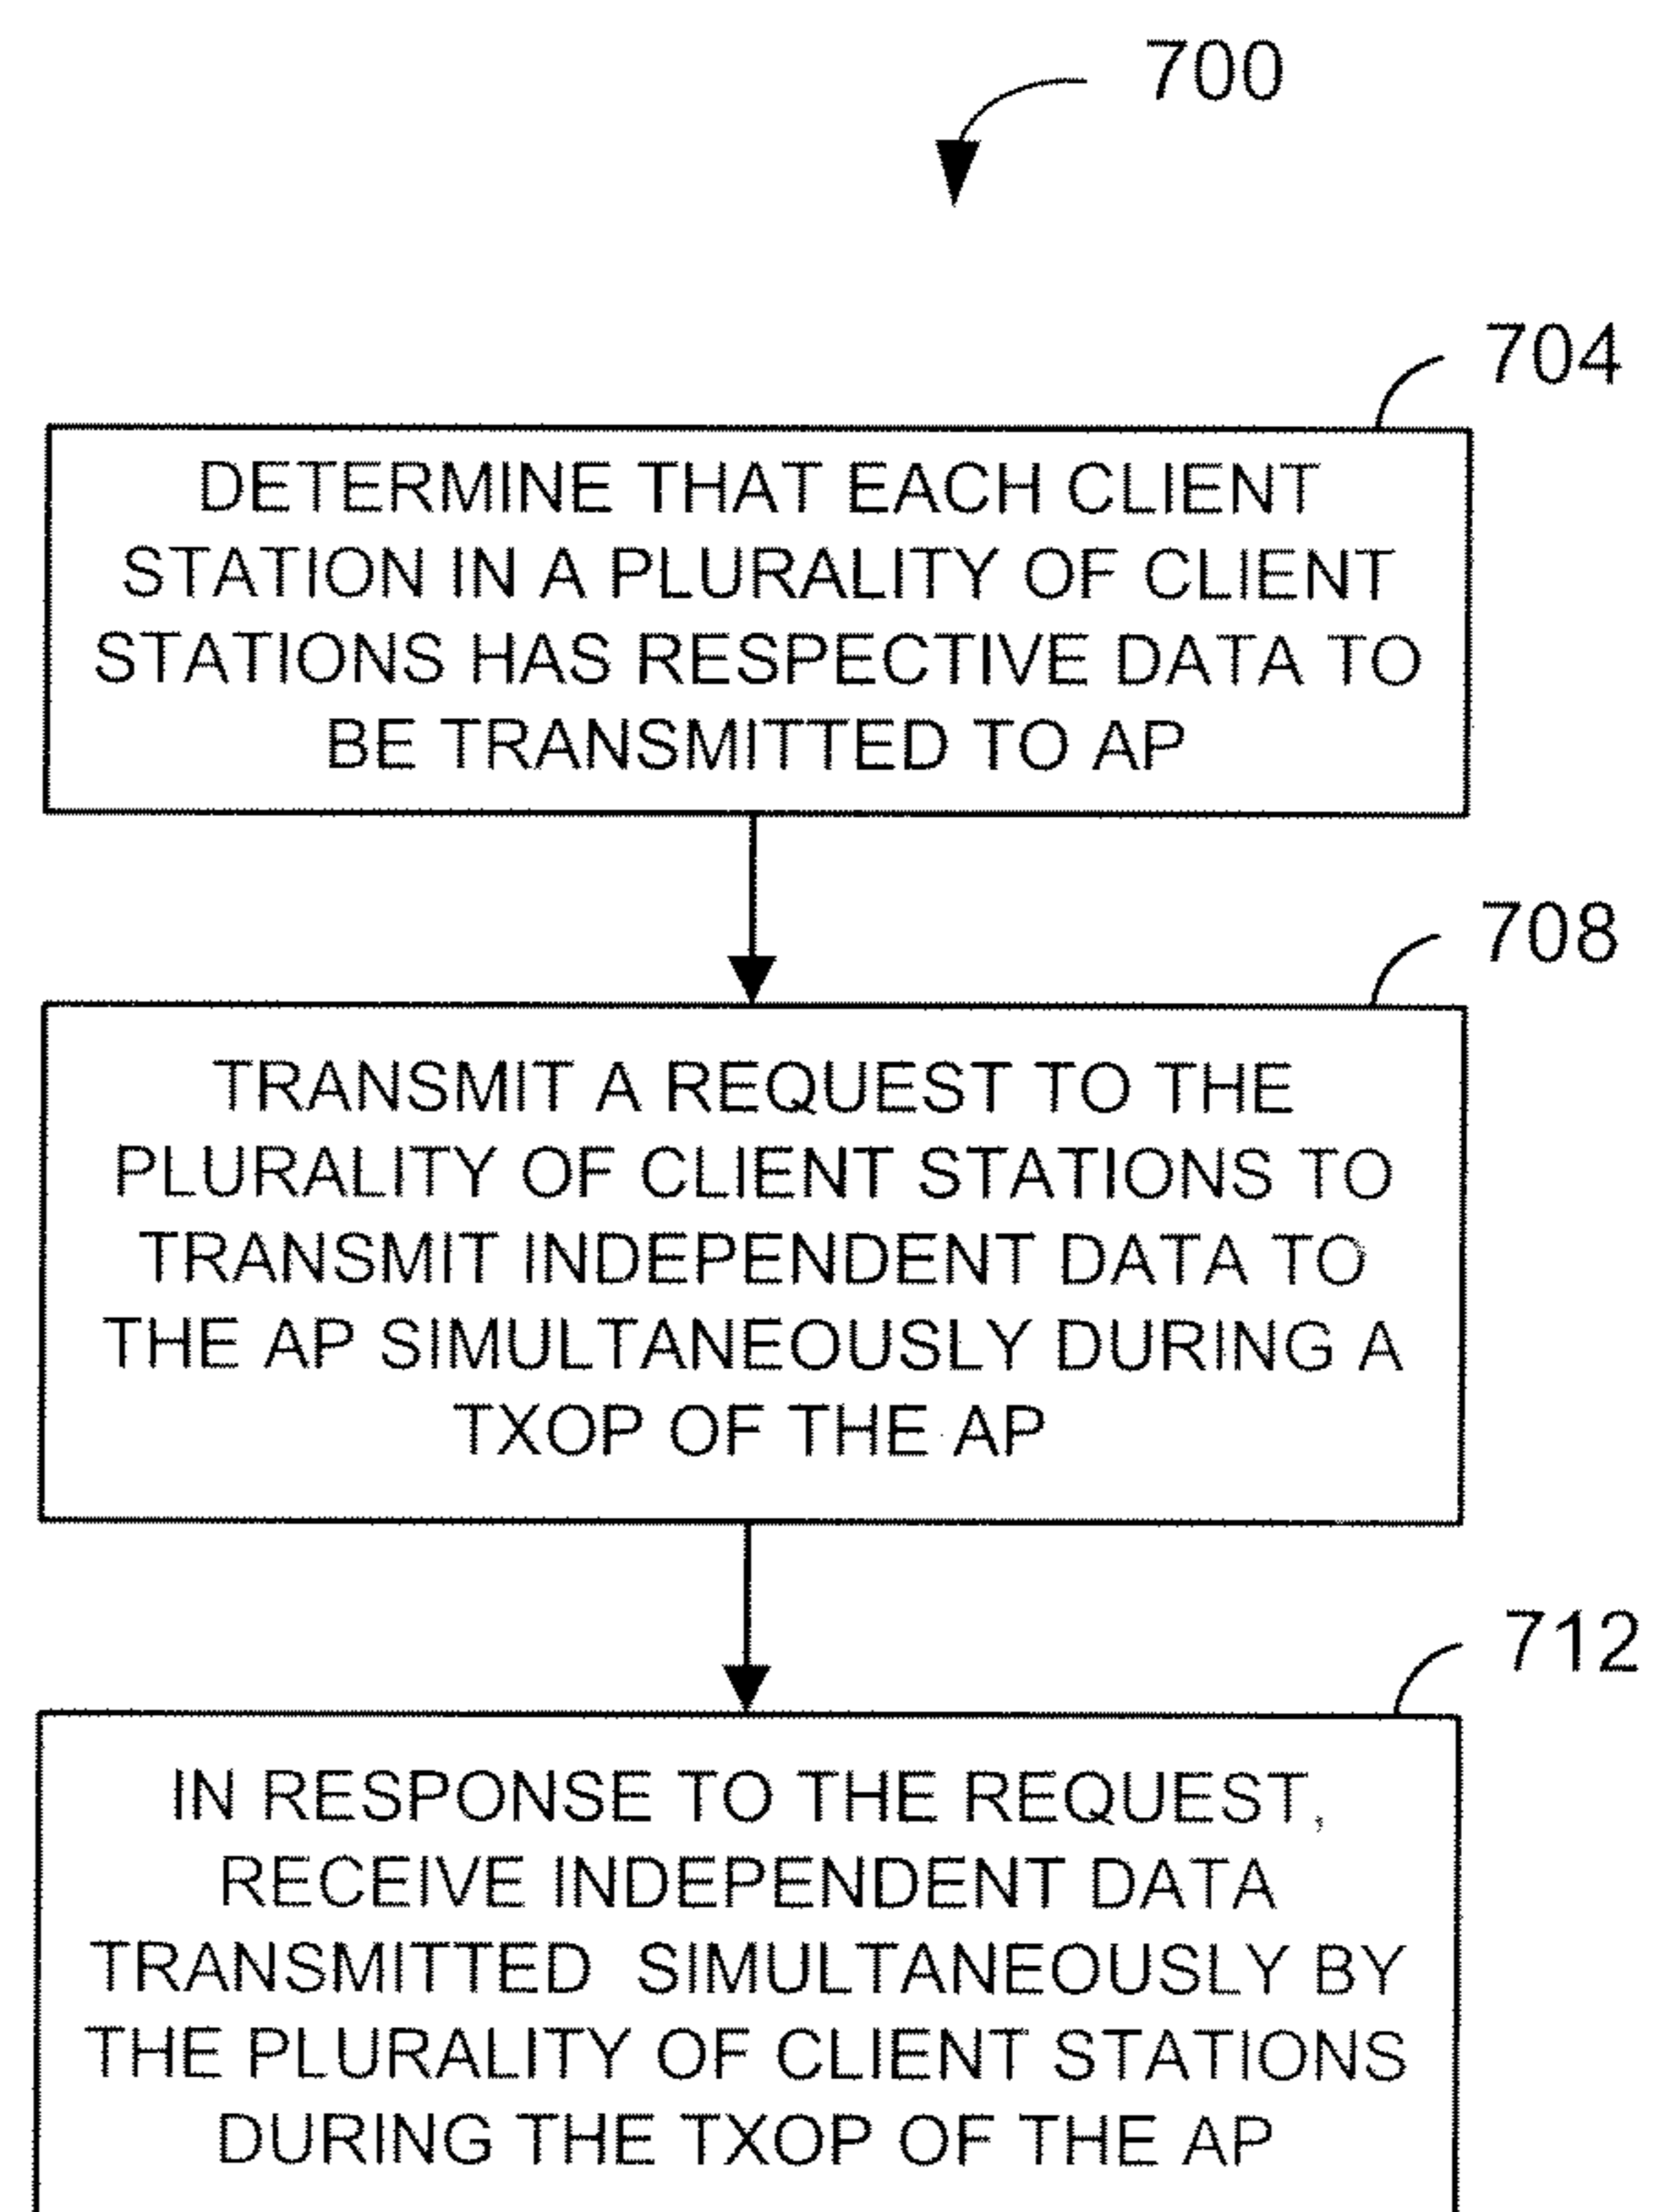 700
704
DETERMINE THAT EACH CLIENT
STATION IN A PLURALITY OF CLIENT
STATIONS HAS RESPECTIVE DATA TO
BE TRANSMITTED TO AP
708
TRANSMIT A REQUEST TO THE
PLURALITY OF CLIENT STATIONS TO
TRANSMIT INDEPENDENT DATA TO
THE AP SIMULTANEOUSLY DURING A
TXOP OF THE AP
712
IN RESPONSE TO THE REQUEST,
RECEIVE INDEPENDENT DATA
TRANSMITTED SIMULTANEOUSLY BY
THE PLURALITY OF CLIENT STATIONS
DURING THE TXOP OF THE AP